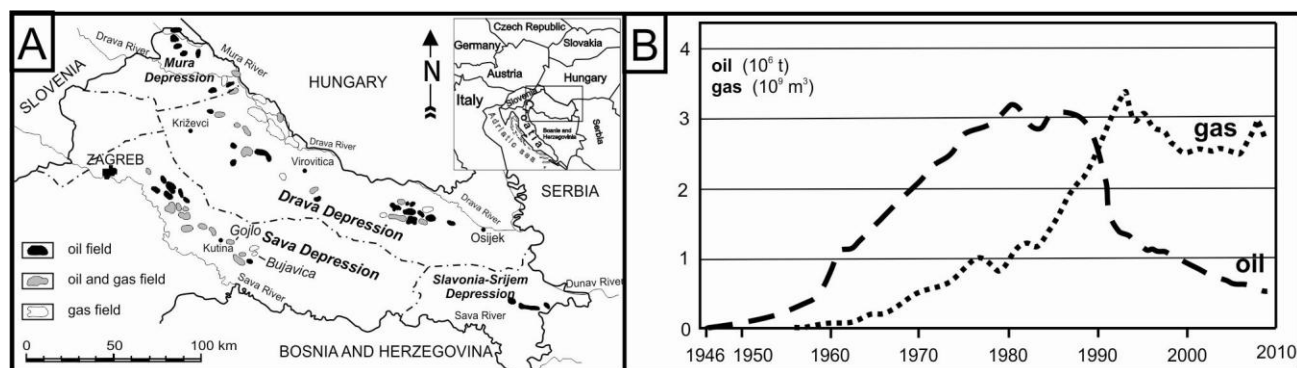 A
Drava River
Mura River
Mura
Depression
HUNGARY
SLOVENIA
Križevci
ZAGREB
Virovitica
Drava River
Drava Depression
Gojlo
Kutina
Sava Depression
Bujavica
Sava River
Osijek
Drava River
SERBIA
Slavonia-Srijem
Depression
Dunav River
Sava River
BOSNIA AND HERZEGOVINA
N
oil field
oil and gas field
gas field
0 50 100 km
Czech Republic
Germany
Slovakia
Austria
Hungary
Italy
Slovenia
Croatia
Adriatic sea
Bosnia and
Herzegovinia
Serbia
B
oil (10⁶ t)
gas (10⁹ m³)
4
3
2
1
0
gas
oil
1946 1950 1960 1970 1980 1990 2000 2010